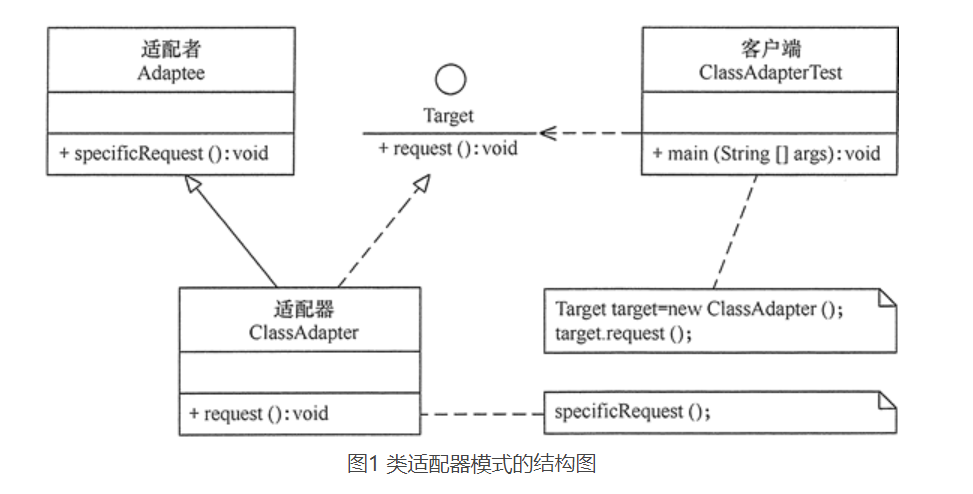 适配者
Adaptee
+ specificRequest (): void
Target
+ request (): void
客户端
ClassAdapterTest
+ main (String [] args): void
适配器
ClassAdapter
+ request (): void
Target target=new ClassAdapter ();
target.request ();
specificRequest ();
图1 类适配器模式的结构图